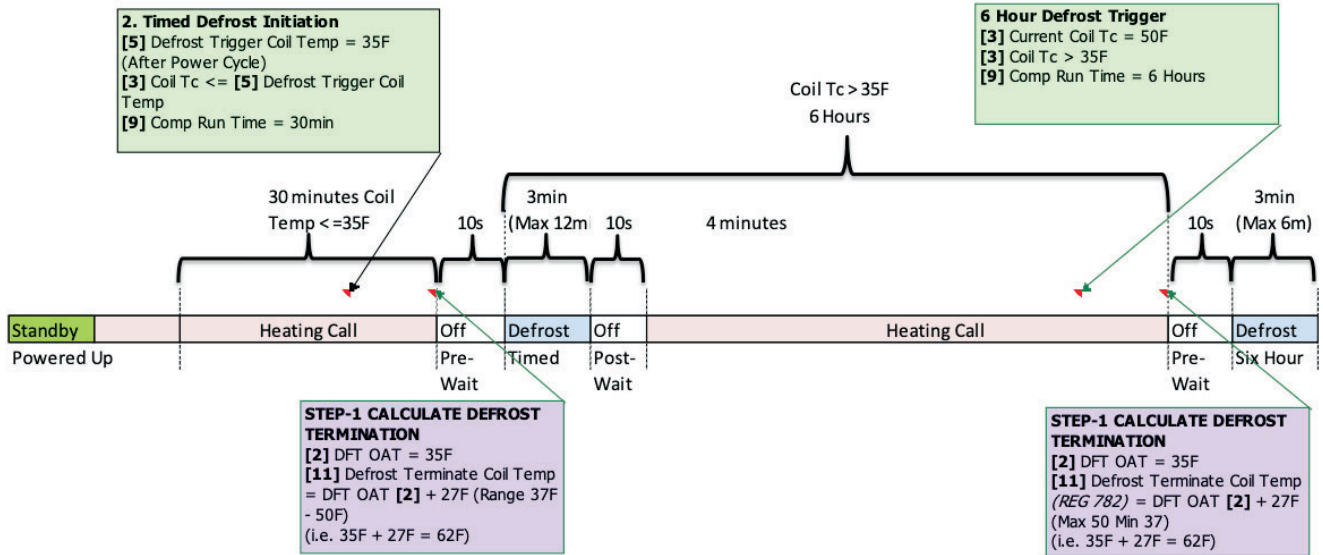 2. Timed Defrost Initiation
[5] Defrost Trigger Coil Temp = 35F
(After Power Cycle)
[3] Coil Tc <= [5] Defrost Trigger Coil
Temp
[9] Comp Run Time = 30min
6 Hour Defrost Trigger
[3] Current Coil Tc = 50F
[3] Coil Tc > 35F
[9] Comp Run Time = 6 Hours
Coil Tc > 35F
6 Hours
30 minutes Coil
Temp <=35F
10s
3min
(Max 12mi
10s
4 minutes
10s
3min
(Max 6m)
Standby
Heating Call
Off
Defrost
Off
Heating Call
Off
Defrost
Powered Up
Pre-
Wait
Timed
Post-
Wait
Pre-
Wait
Six Hour
STEP-1 CALCULATE DEFROST
TERMINATION
[2] DFT OAT = 35F
[11] Defrost Terminate Coil Temp
= DFT OAT [2] + 27F (Range 37F
- 50F)
(i.e. 35F + 27F = 62F)
STEP-1 CALCULATE DEFROST
TERMINATION
[2] DFT OAT = 35F
[11] Defrost Terminate Coil Temp
(REG 782) = DFT OAT [2] + 27F
(Max 50 Min 37)
(i.e. 35F + 27F = 62F)